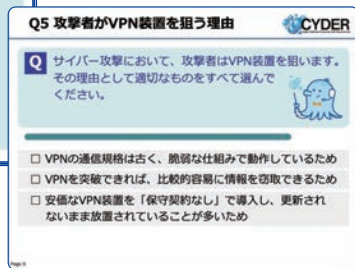 Q5 攻撃者がVPN装置を狙う理由
CYDER
Q サイバー攻撃において、攻撃者はVPN装置を狙います。
その理由として適切なものをすべて選んで
ください。
□ VPNの通信規格は古く、脆弱な仕組みで動作しているため
□ VPNを突破できれば、比較的容易に情報を窃取できるため
□ 安価なVPN装置を「保守契約なし」で導入し、更新され
ないまま放置されていることが多いため